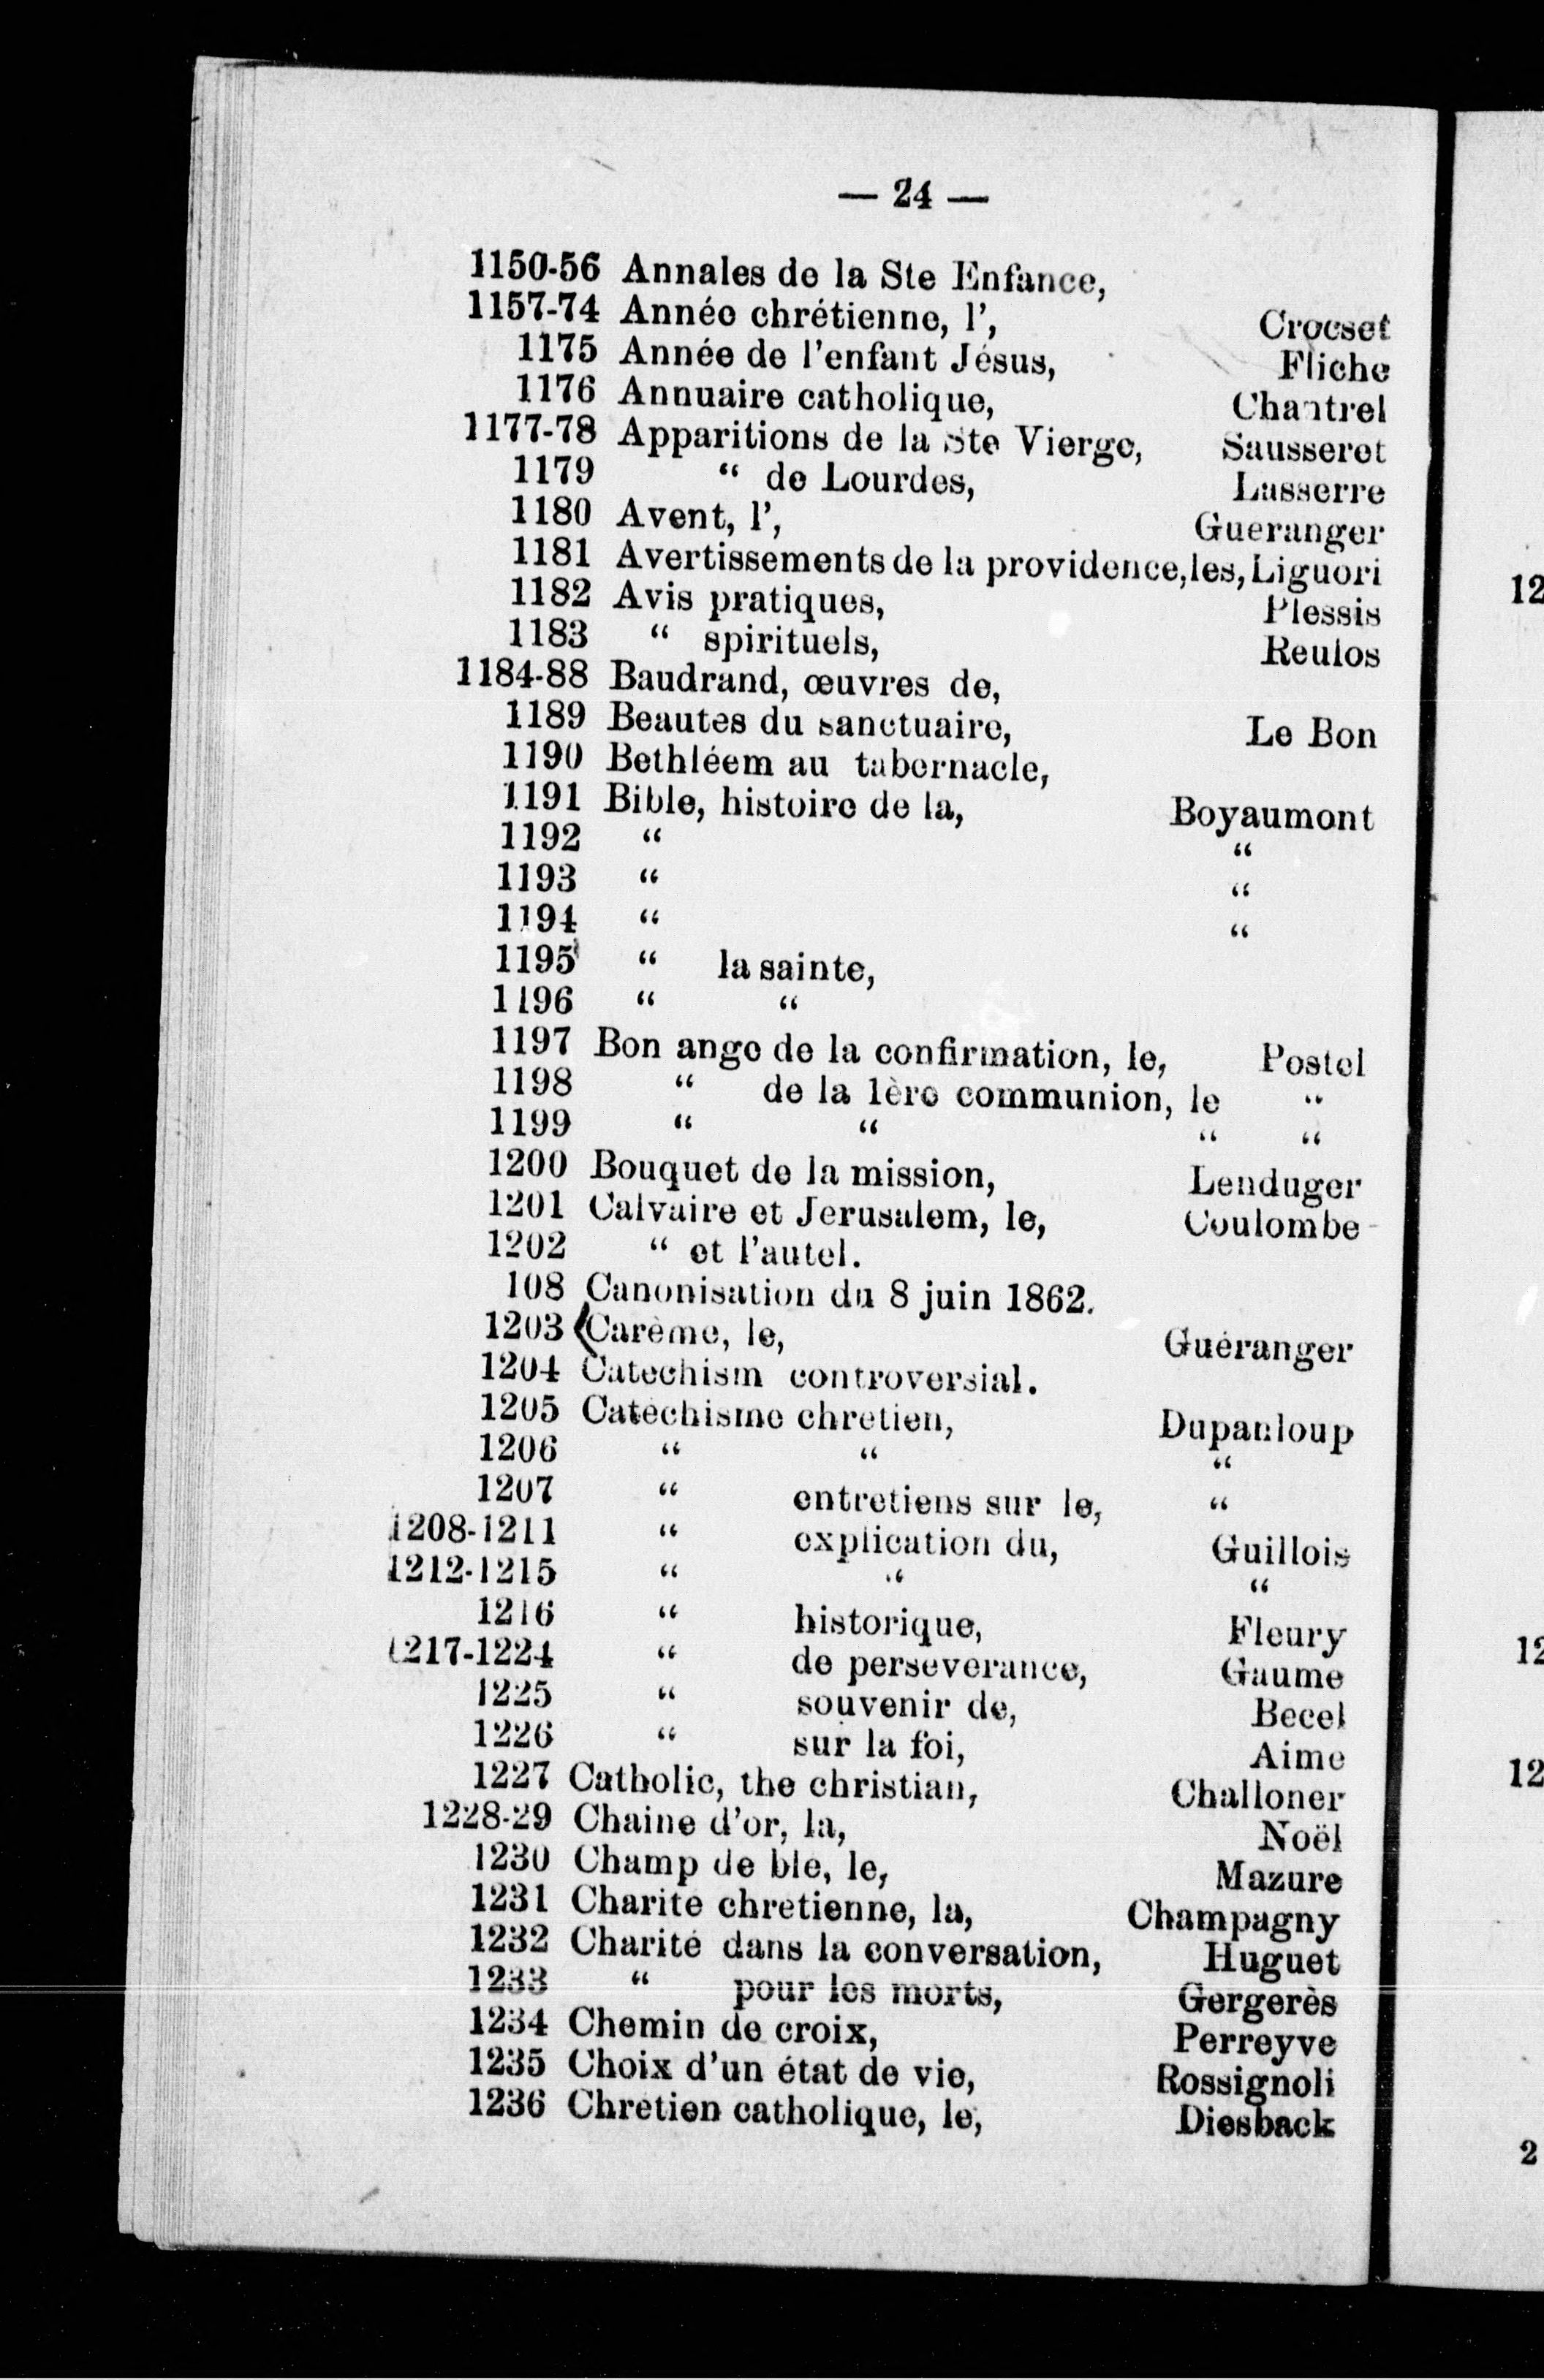 — 24 —
1150-56 Annales de la Ste Enfance,
1157-74 Année chrétienne, l', Crocset
1175 Année de l'enfant Jésus, Fliche
1176 Annuaire catholique, Chantrel
1177-78 Apparitions de la Ste Vierge, Sausseret
1179 “ de Lourdes, Lasserre
1180 Avent, l', Gueranger
1181 Avertissements de la providence, les, Liguori
1182 Avis pratiques, Plessis
1183 “ spirituels, Reulos
1184-88 Baudrand, œuvres de,
1189 Beautes du sanctuaire, Le Bon
1190 Bethléem au tabernacle,
1191 Bible, histoire de la, Boyaumont
1192 “ “
1193 “ “
1194 “ “
1195 “ la sainte,
1196 “ “
1197 Bon ange de la confirmation, le, Postel
1198 “ de la 1ère communion, le “
1199 “ “ “ “
1200 Bouquet de la mission, Lenduger
1201 Calvaire et Jerusalem, le, Coulombe
1202 “ et l'autel.
108 Canonisation du 8 juin 1862.
1203 Carème, le, Guéranger
1204 Catechism controversial.
1205 Catéchisme chretien, Dupanloup
1206 “ “ “
1207 “ entretiens sur le, “
1208-1211 “ explication du, Guillois
1212-1215 “ “ “
1216 “ historique, Fleury
1217-1224 “ de perseverance, Gaume
1225 “ souvenir de, Becel
1226 “ sur la foi, Aime
1227 Catholic, the christian, Challoner
1228-29 Chaine d'or, la, Noël
1230 Champ de ble, le, Mazure
1231 Charite chretienne, la, Champagny
1232 Charité dans la conversation, Huguet
1233 “ pour les morts, Gergerès
1234 Chemin de croix, Perreyve
1235 Choix d'un état de vie, Rossignoli
1236 Chretien catholique, le, Diesback
12
12
12
2